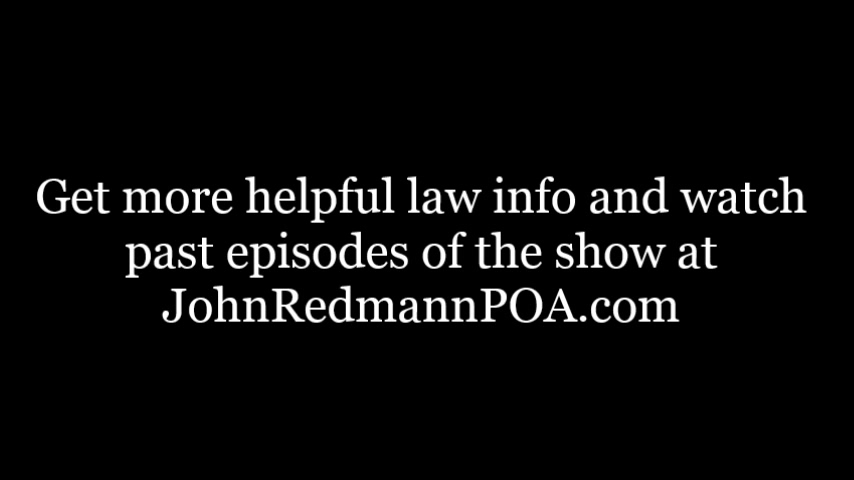 Get more helpful law info and watch
past episodes of the show at
JohnRedmannPOA.com